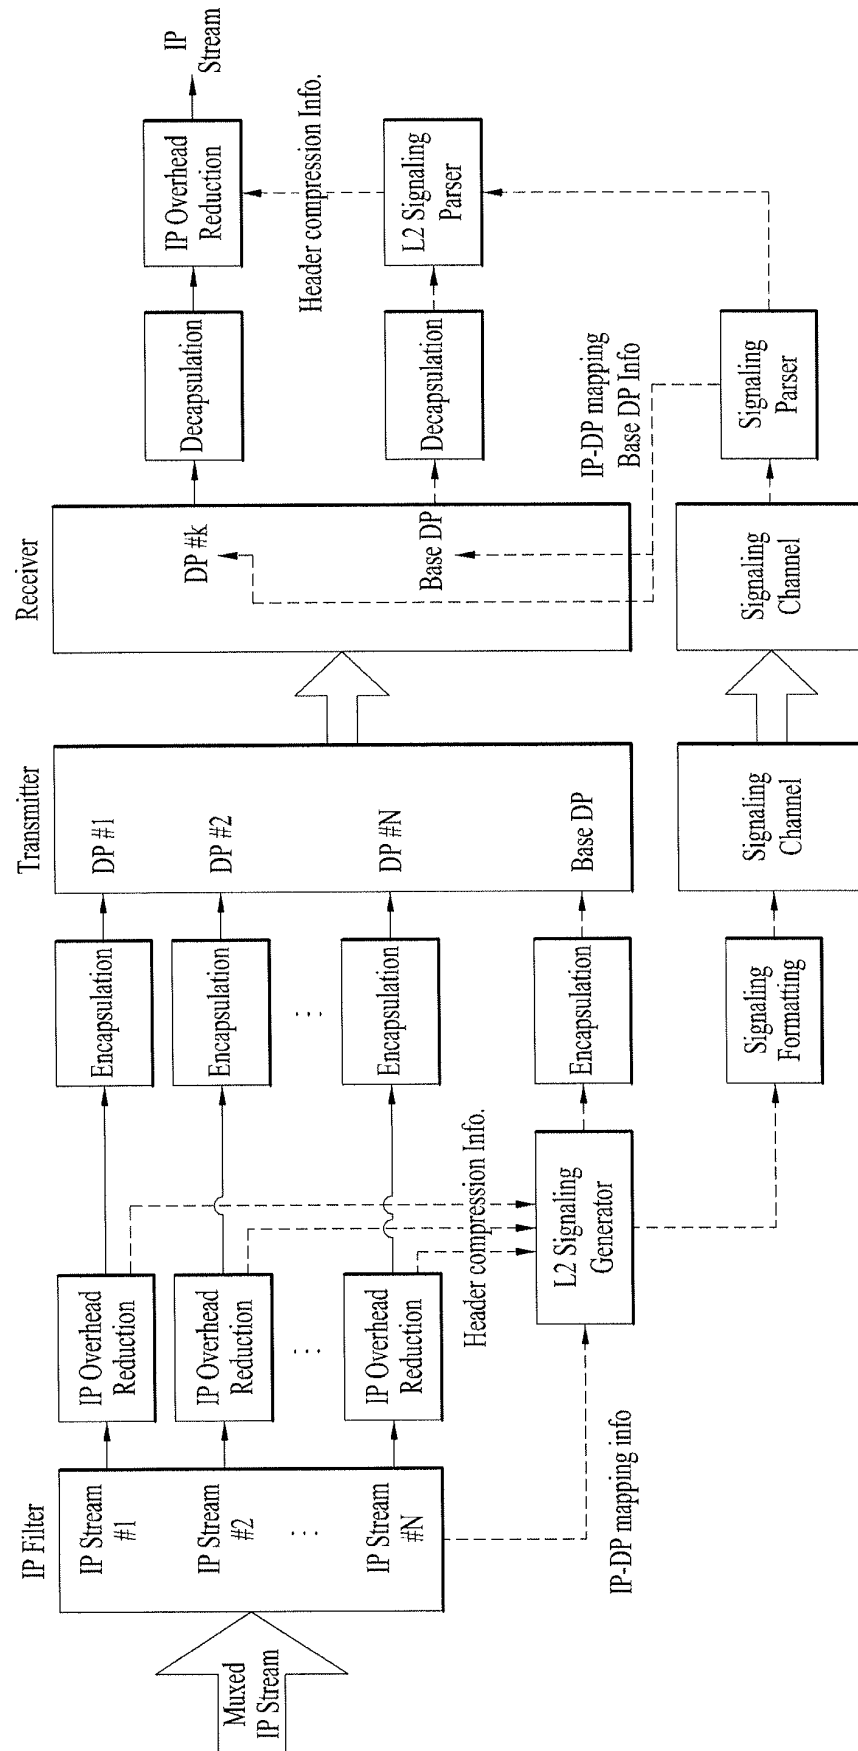 Muxed
IP Stream
IP Filter
IP Stream
#1
IP Stream
#2
...
IP Stream
#N
IP-DP mapping info
IP Overhead
Reduction
IP Overhead
Reduction
...
IP Overhead
Reduction
Header compression Info.
L2 Signaling
Generator
Encapsulation
Encapsulation
...
Encapsulation
Encapsulation
Signaling
Formatting
Transmitter
DP #1
DP #2
DP #N
Base DP
Signaling
Channel
Receiver
DP #k
Base DP
Signaling
Channel
Decapsulation
Decapsulation
IP-DP mapping
Base DP Info
Signaling
Parser
IP Overhead
Reduction
Header compression Info.
L2 Signaling
Parser
IP
Stream